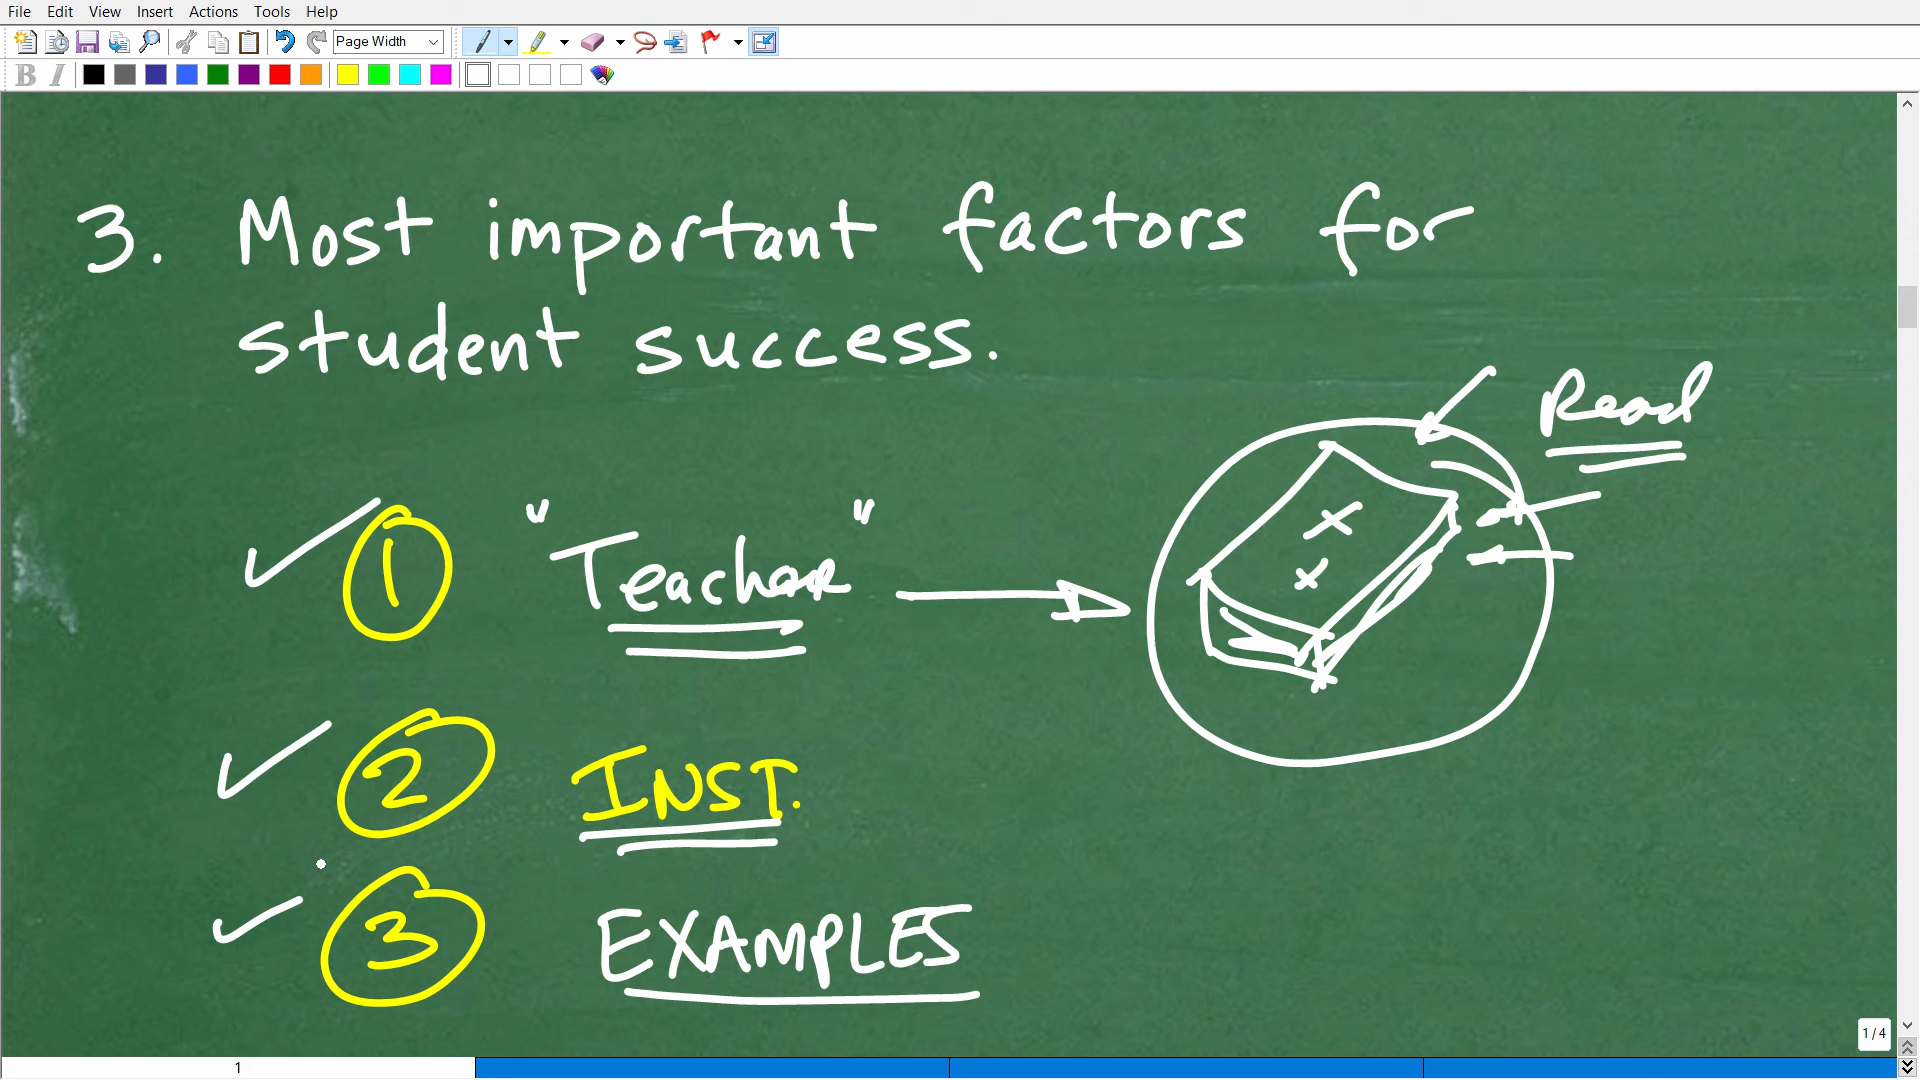 File Edit View Insert Actions Tools Help
Page Width
B I
3. Most important factors for
student success.
Read
1 "Teacher"
x
x
2 INST.
3 EXAMPLES
1 / 4
1